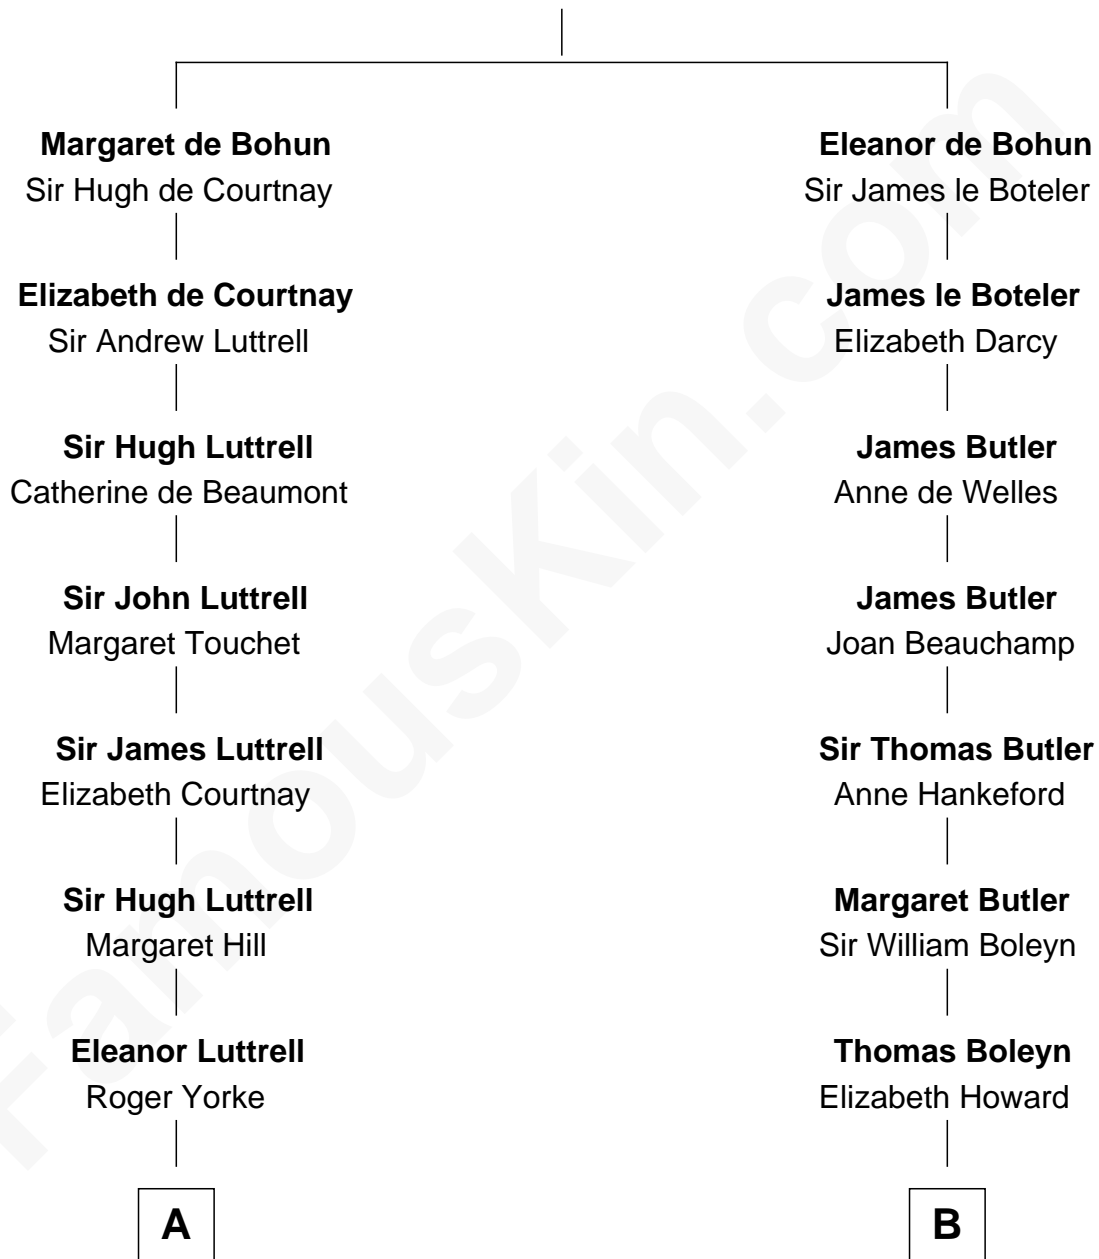 Margaret de Bohun
Sir Hugh de Courtnay
Eleanor de Bohun
Sir James le Boteler
Elizabeth de Courtnay
Sir Andrew Luttrell
James le Boteler
Elizabeth Darcy
Sir Hugh Luttrell
Catherine de Beaumont
James Butler
Anne de Welles
Sir John Luttrell
Margaret Touchet
James Butler
Joan Beauchamp
Sir James Luttrell
Elizabeth Courtnay
Sir Thomas Butler
Anne Hankeford
Sir Hugh Luttrell
Margaret Hill
Margaret Butler
Sir William Boleyn
Eleanor Luttrell
Roger Yorke
Thomas Boleyn
Elizabeth Howard
A
B
FamousKin.com